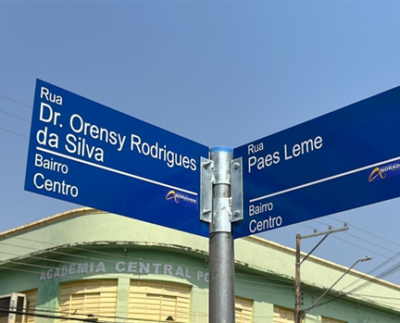 Rua
Dr. Orensy Rodrigues
da Silva
Bairro
Centro
Rua
Paes Leme
Bairro
Centro
ACADEMIA CENTRAL